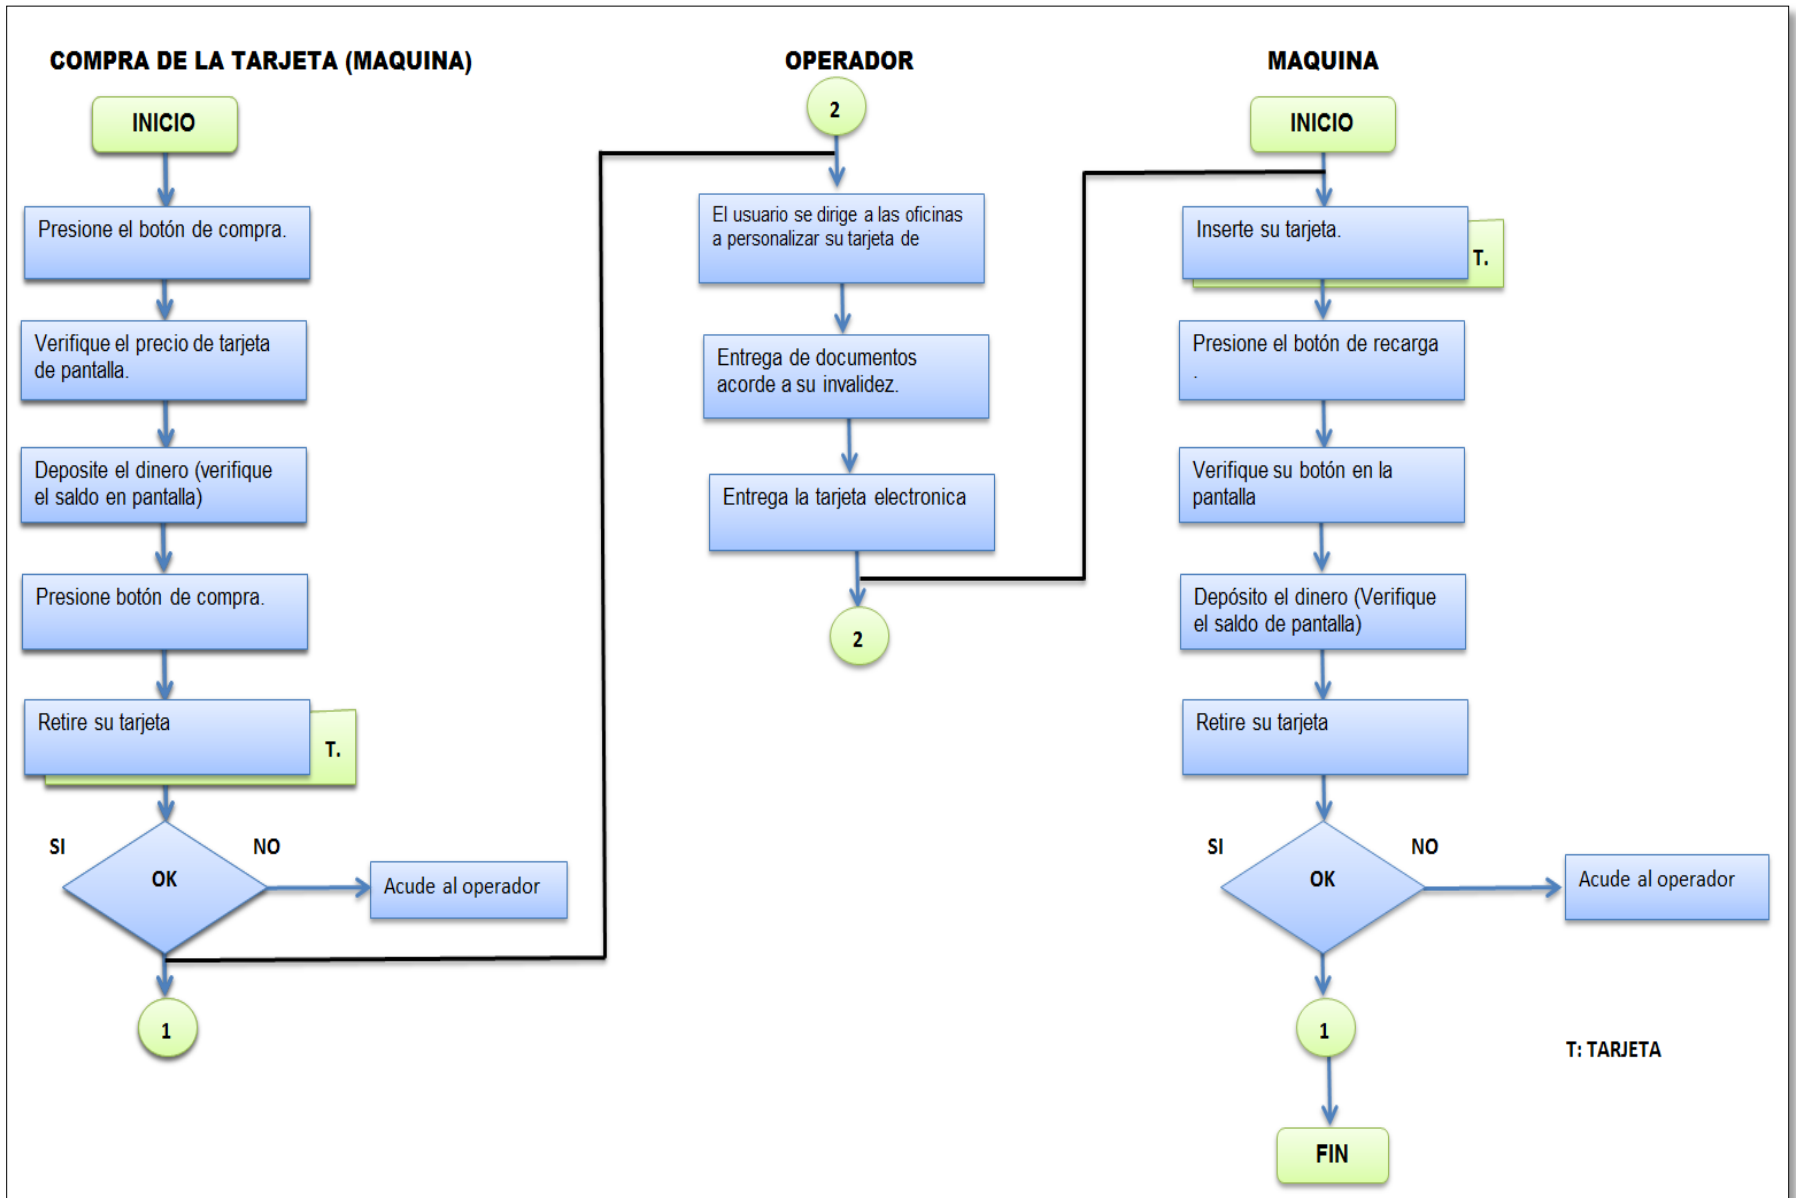 COMPRA DE LA TARJETA (MAQUINA)
INICIO
Presione el botón de compra.
Verifique el precio de tarjeta
de pantalla.
Deposite el dinero (verifique
el saldo en pantalla)
Presione botón de compra.
Retire su tarjeta
T.
SI
NO
OK
Acude al operador
1
OPERADOR
2
El usuario se dirige a las oficinas
a personalizar su tarjeta de
Entrega de documentos
acorde a su invalidez.
Entrega la tarjeta electronica
2
MAQUINA
INICIO
Inserte su tarjeta.
T.
Presione el botón de recarga
.
Verifique su botón en la
pantalla
Depósito el dinero (Verifique
el saldo de pantalla)
Retire su tarjeta
SI
NO
OK
Acude al operador
1
T: TARJETA
FIN